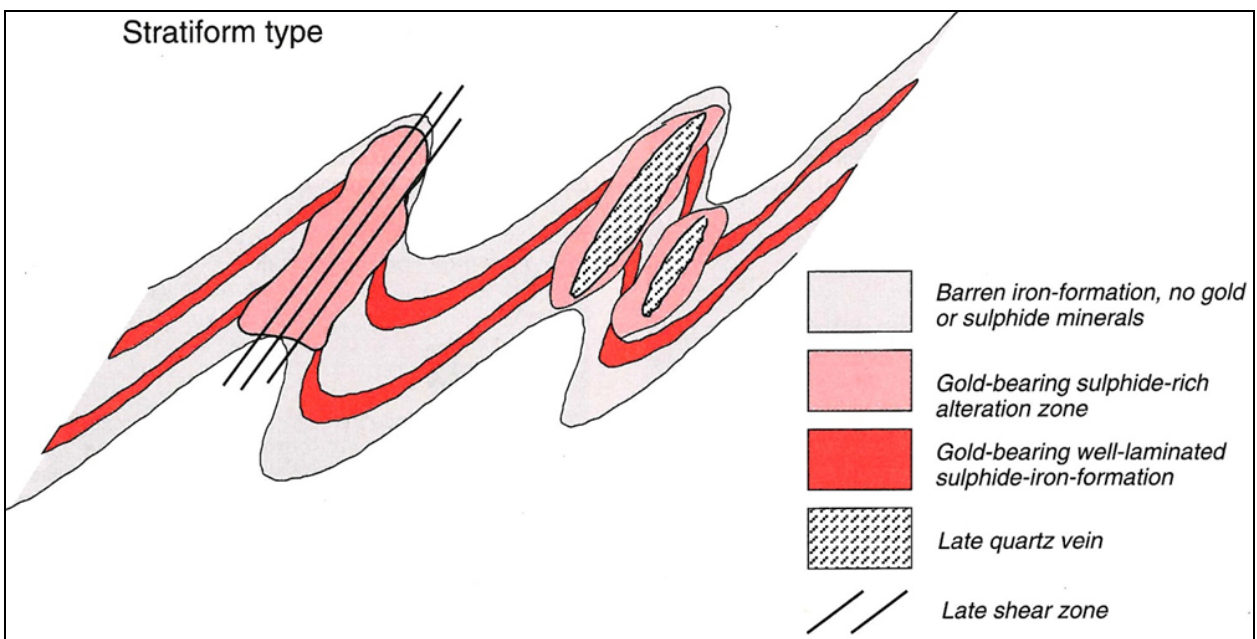 Stratiform type
Barren iron-formation, no gold
or sulphide minerals
Gold-bearing sulphide-rich
alteration zone
Gold-bearing well-laminated
sulphide-iron-formation
Late quartz vein
Late shear zone